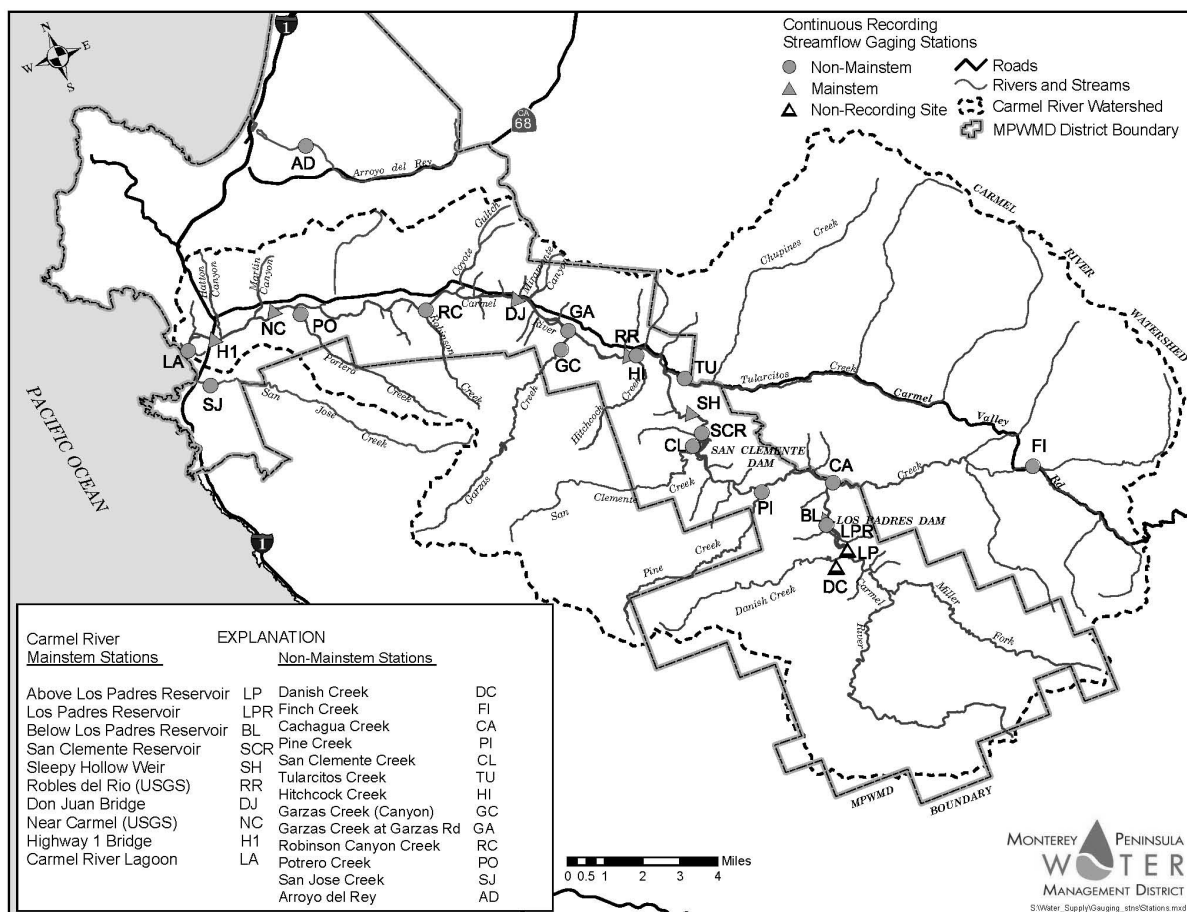 1
N
W
E
S
CA
68
Continuous Recording
Streamflow Gaging Stations
Non-Mainstem
Mainstem
Non-Recording Site
Roads
Rivers and Streams
Carmel River Watershed
MPWMD District Boundary
AD
Arroyo del Rey
CARMEL
RIVER
WATERSHED
Hatton
Canyon
Martin
Canyon
Coyote
Gultch
Miramonte
Canyon
Chupines Creek
LA
H1
NC
PO
RC
Carmel
River
DJ
GA
GC
RR
HI
TU
Tularcitos
Creek
SJ
San
Jose
Creek
Portero
Creek
Robinson
Creek
Garzas
Creek
Hitchcock
Creek
SH
SCR
CL
SAN CLEMENTE
DAM
San
Clemente
Creek
Carmel
Valley
Rd
FI
CA
Creek
PI
Pine
Creek
BL
LOS PADRES DAM
LPR
LP
DC
Danish Creek
Carmel
River
Miller
Fork
PACIFIC OCEAN
1
MPWMD
BOUNDARY
EXPLANATION
Carmel River
Mainstem Stations
Above Los Padres Reservoir LP
Los Padres Reservoir LPR
Below Los Padres Reservoir BL
San Clemente Reservoir SCR
Sleepy Hollow Weir SH
Robles del Rio (USGS) RR
Don Juan Bridge DJ
Near Carmel (USGS) NC
Highway 1 Bridge H1
Carmel River Lagoon LA
Non-Mainstem Stations
Danish Creek DC
Finch Creek FI
Cachagua Creek CA
Pine Creek PI
San Clemente Creek CL
Tularcitos Creek TU
Hitchcock Creek HI
Garzas Creek (Canyon) GC
Garzas Creek at Garzas Rd GA
Robinson Canyon Creek RC
Potrero Creek PO
San Jose Creek SJ
Arroyo del Rey AD
Miles
0 0.5 1 2 3 4
MONTEREY PENINSULA
WATER
MANAGEMENT DISTRICT
S:\Water_Supply\Gauging_stns\Stations.mxd